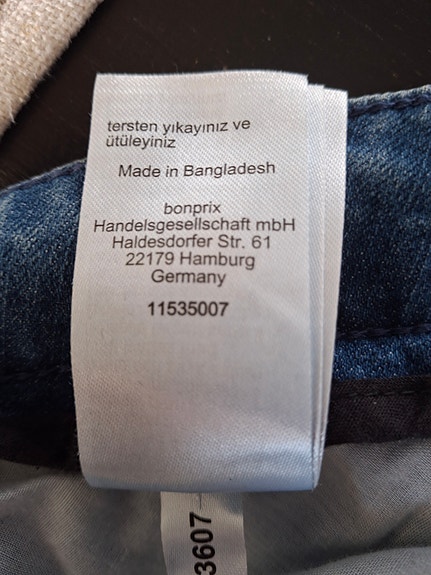 tersten yıkayınız ve
ütüleyiniz
Made in Bangladesh
bonprix
Handelsgesellschaft mbH
Haldesdorfer Str. 61
22179 Hamburg
Germany
11535007
3607